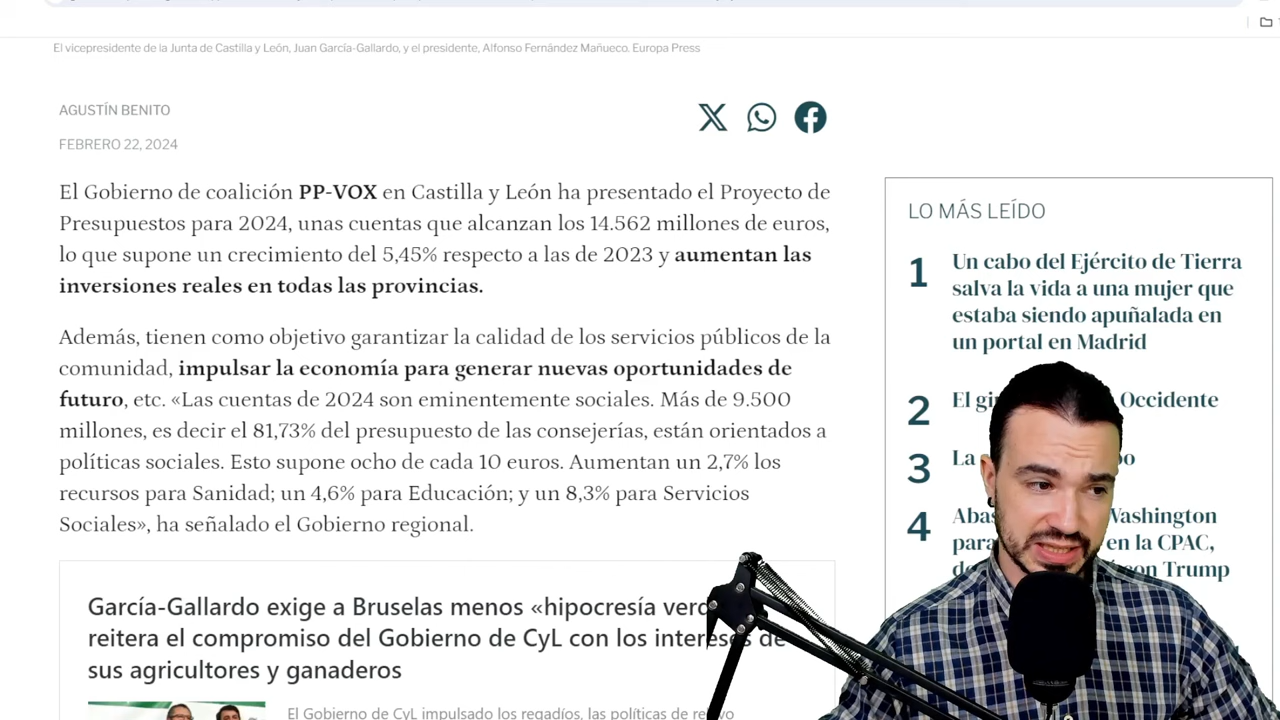 El vicepresidente de la Junta de Castilla y León, Juan García-Gallardo, y el presidente, Alfonso Fernández Mañueco. Europa Press
AGUSTÍN BENITO
FEBRERO 22, 2024
El Gobierno de coalición PP-VOX en Castilla y León ha presentado el Proyecto de
Presupuestos para 2024, unas cuentas que alcanzan los 14.562 millones de euros,
lo que supone un crecimiento del 5,45% respecto a las de 2023 y aumentan las
inversiones reales en todas las provincias.
Además, tienen como objetivo garantizar la calidad de los servicios públicos de la
comunidad, impulsar la economía para generar nuevas oportunidades de
futuro, etc. «Las cuentas de 2024 son eminentemente sociales. Más de 9.500
millones, es decir el 81,73% del presupuesto de las consejerías, están orientados a
políticas sociales. Esto supone ocho de cada 10 euros. Aumentan un 2,7% los
recursos para Sanidad; un 4,6% para Educación; y un 8,3% para Servicios
Sociales», ha señalado el Gobierno regional.
García-Gallardo exige a Bruselas menos «hipocresía
reitera el compromiso del Gobierno de CyL con los intereses de
sus agricultores y ganaderos
El Gobierno de CyL impulsado los regadíos, las políticas de
LO MÁS LEÍDO
1 Un cabo del Ejército de Tierra
salva la vida a una mujer que
estaba siendo apuñalada en
un portal en Madrid
2 El Occidente
3 La
4 Washington
en la CPAC,
con Trump